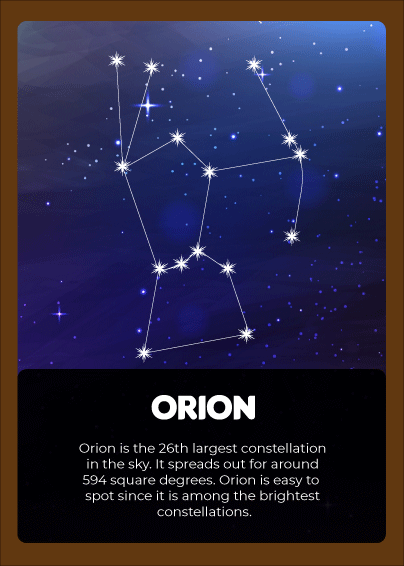 ORION
Orion is the 26th largest constellation
in the sky. It spreads out for around
594 square degrees. Orion is easy to
spot since it is among the brightest
constellations.